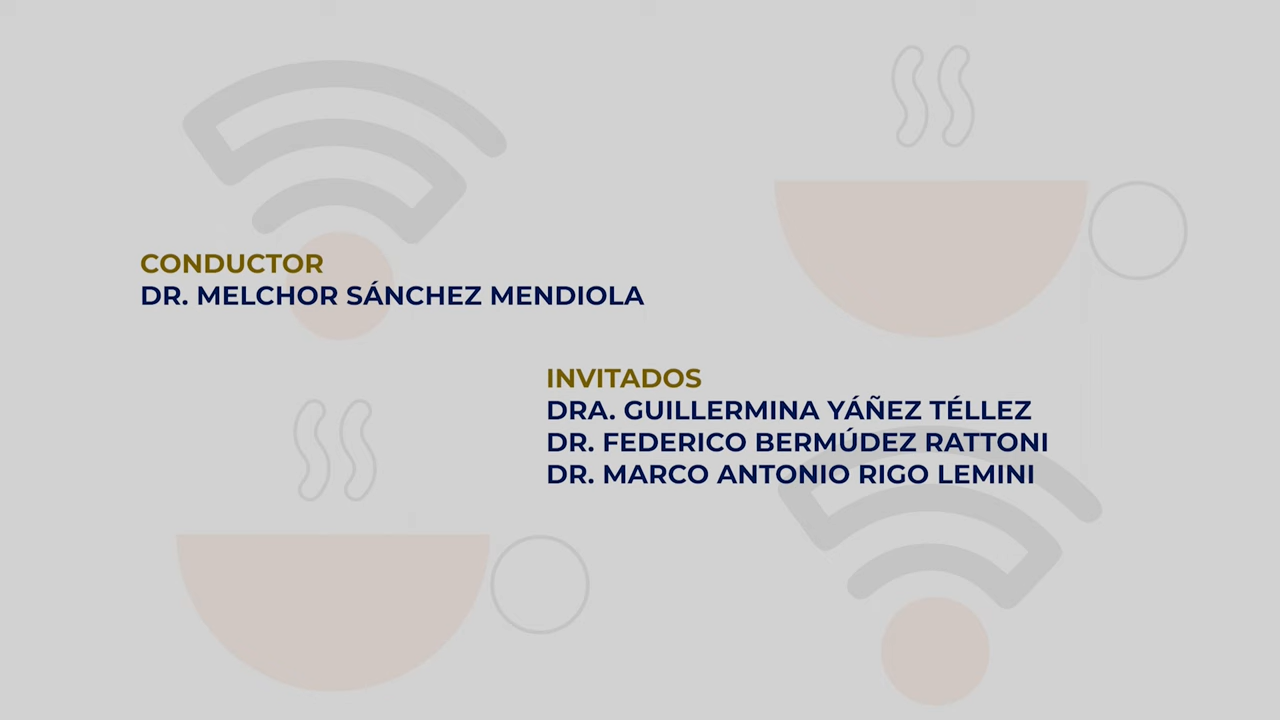 CONDUCTOR
DR. MELCHOR SÁNCHEZ MENDIOLA
INVITADOS
DRA. GUILLERMINA YÁÑEZ TÉLLEZ
DR. FEDERICO BERMÚDEZ RATTONI
DR. MARCO ANTONIO RIGO LEMINI